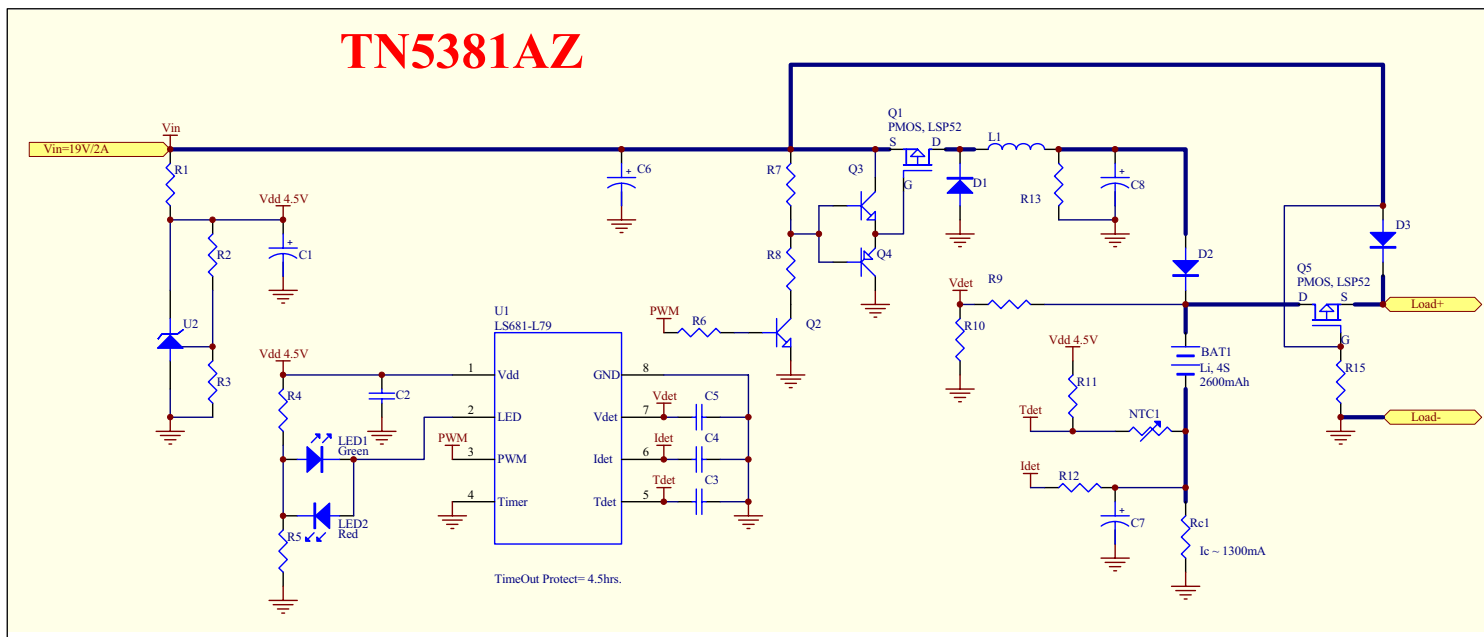 TN5381AZ
Vin
Vin=19V/2A
R1
Vdd 4.5V
R2
C1
U2
R3
C6
R7
R8
Q3
Q4
Q1
PMOS, LSP52
S
D
G
D1
L1
R13
C8
D2
D3
Q5
PMOS, LSP52
D
S
G
Load+
Load-
R15
Vdet
R9
R10
BAT1
Li, 4S
2600mAh
Vdd 4.5V
R11
Tdet
NTC1
Idet
R12
C7
Rc1
Ic ~ 1300mA
PWM
R6
Q2
Vdd 4.5V
R4
C2
LED1
Green
LED2
Red
R5
U1
LS681-L79
1
Vdd
2
LED
PWM
3
PWM
4
Timer
GND
8
Vdet
7
Vdet
C5
Idet
6
Idet
C4
Tdet
5
Tdet
C3
TimeOut Protect= 4.5hrs.